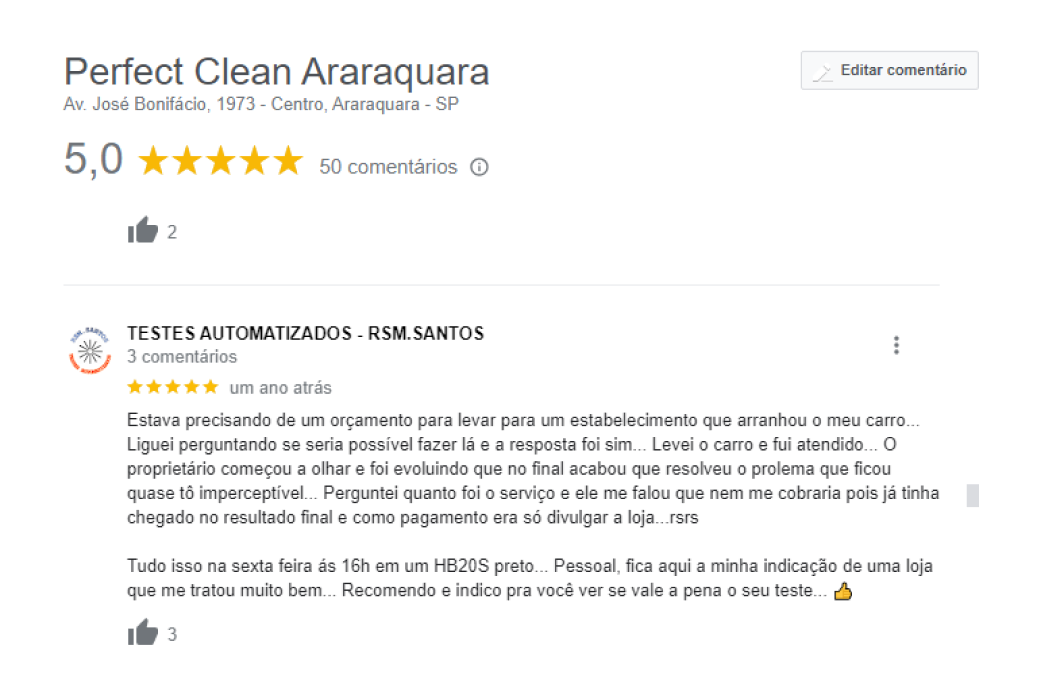 Perfect Clean Araraquara
Editar comentário
Av. José Bonifácio, 1973 - Centro, Araraquara - SP
5,0 50 comentários
2
TESTES AUTOMATIZADOS - RSM.SANTOS
3 comentários
um ano atrás
Estava precisando de um orçamento para levar para um estabelecimento que arranhou o meu carro...
Liguei perguntando se seria possível fazer lá e a resposta foi sim... Levei o carro e fui atendido... O
proprietário começou a olhar e foi evoluindo que no final acabou que resolveu o prolema que ficou
quase tô imperceptível... Perguntei quanto foi o serviço e ele me falou que nem me cobraria pois já tinha
chegado no resultado final e como pagamento era só divulgar a loja...rsrs
Tudo isso na sexta feira ás 16h em um HB20S preto... Pessoal, fica aqui a minha indicação de uma loja
que me tratou muito bem... Recomendo e indico pra você ver se vale a pena o seu teste... 👍
3